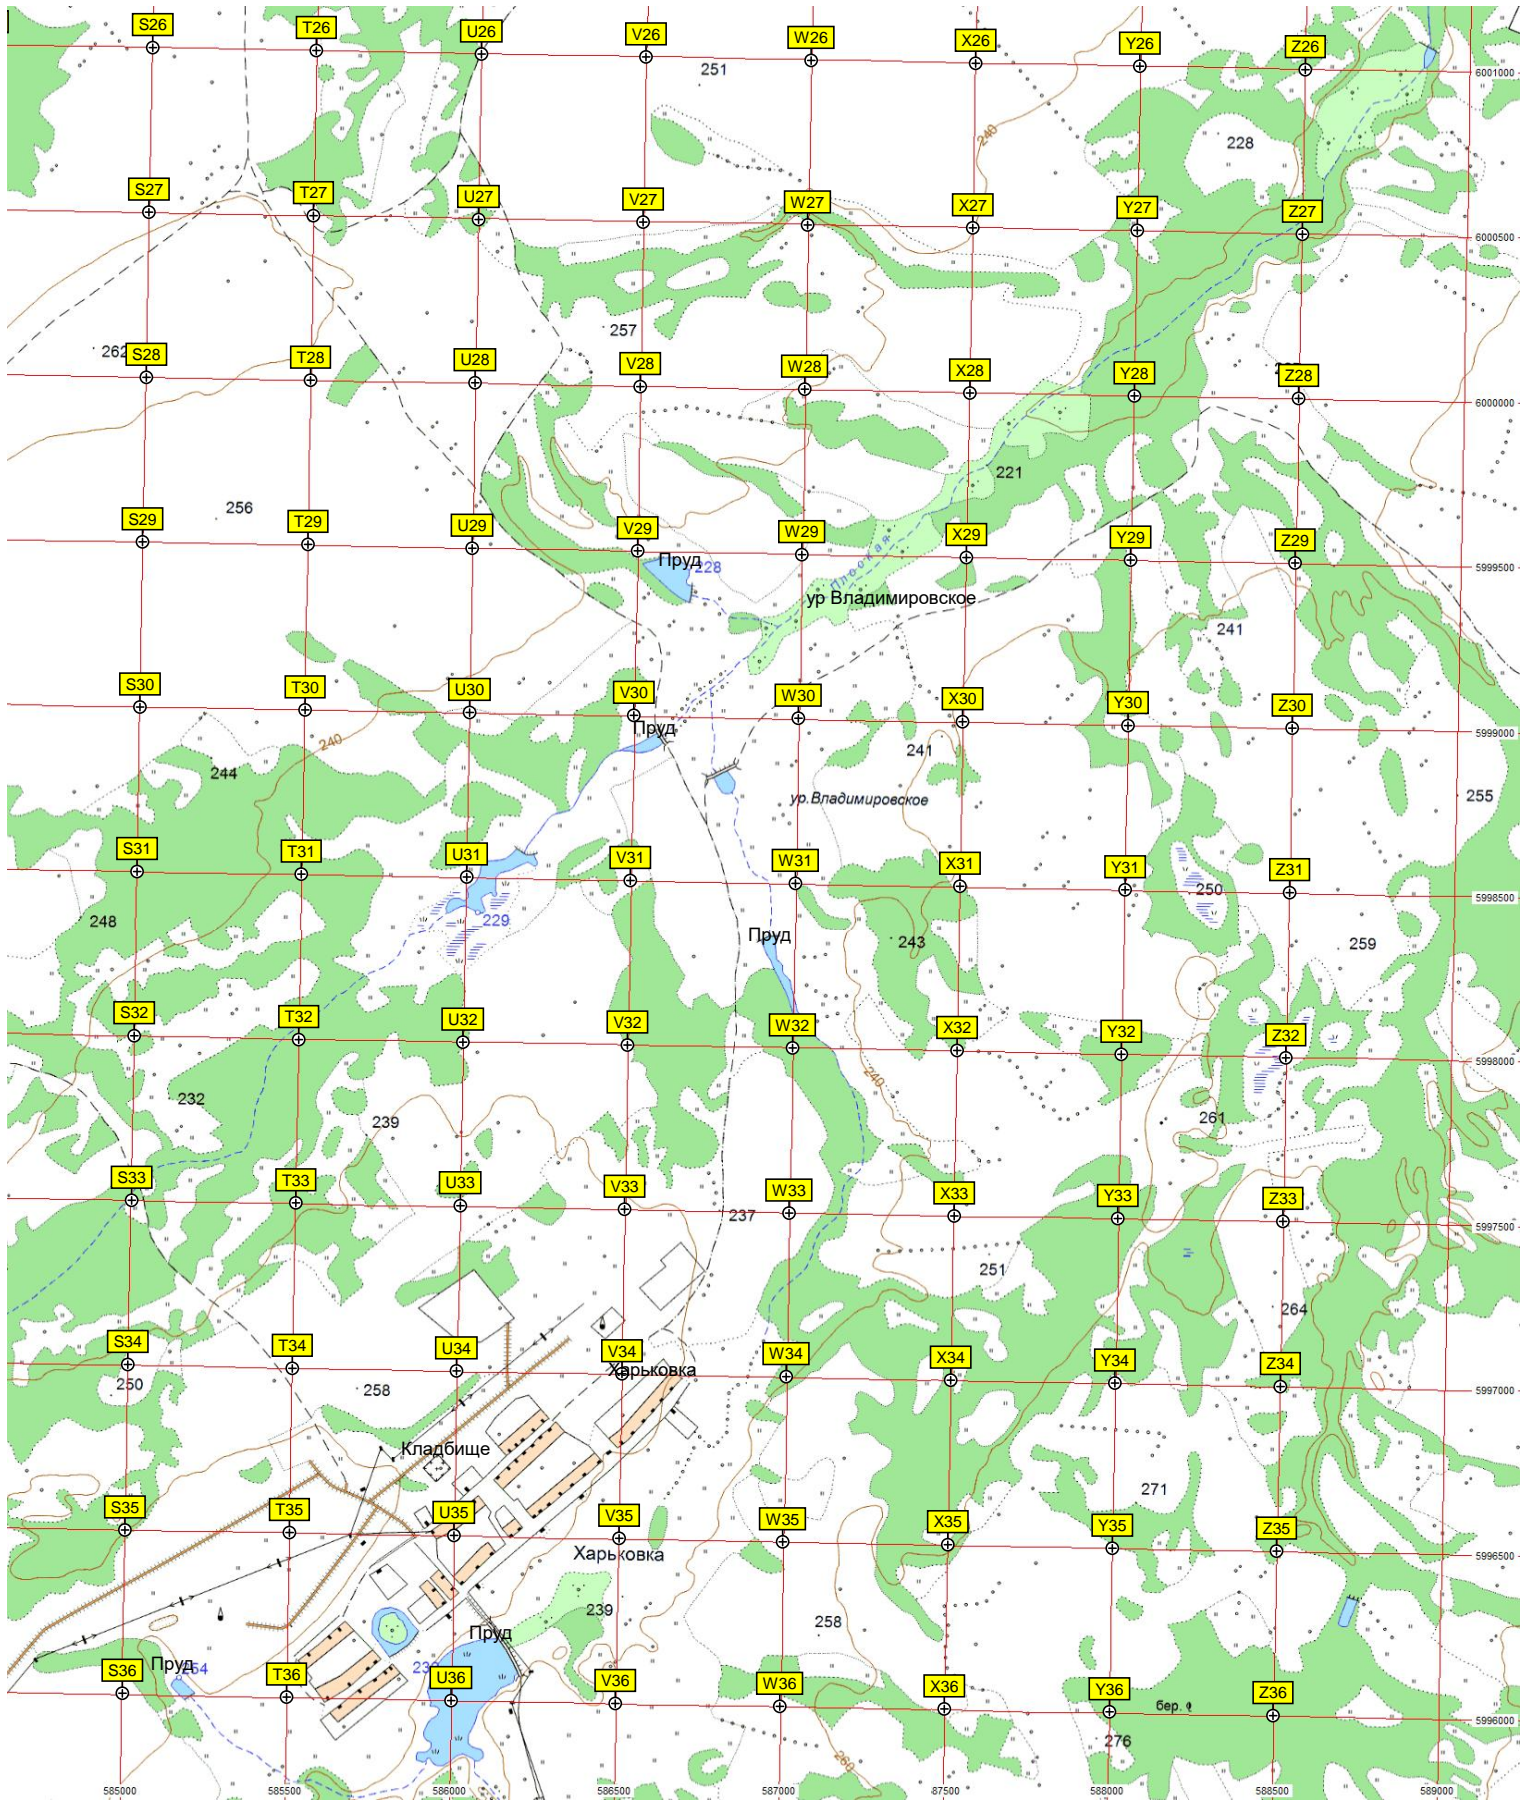 S26 T26 U26 V26 W26 X26 Y26 Z26
251
6001000
240
228
S27 T27 U27 V27 W27 X27 Y27 Z27
6000500
257
262
S28 T28 U28 V28 W28 X28 Y28 Z28
6000000
221
256
S29 T29 U29 V29 W29 X29 Y29 Z29
Плоская
Пруд
228
5999500
ур Владимировское
241
S30 T30 U30 V30 W30 X30 Y30 Z30
Пруд
5999000
240
241
244
ур.Владимировское
255
S31 T31 U31 V31 W31 X31 Y31 Z31
250
5998500
248
229
Пруд
243
259
S32 T32 U32 V32 W32 X32 Y32 Z32
5998000
240
232
239
261
S33 T33 U33 V33 W33 X33 Y33 Z33
237
5997500
251
264
S34 T34 U34 V34 W34 X34 Y34 Z34
Харьковка
250
258
5997000
Кладбище
271
S35 T35 U35 V35 W35 X35 Y35 Z35
Харьковка
5996500
239
258
Пруд
Пруд
254
S36 T36 U36 V36 W36 X36 Y36 Z36
бер.
5996000
276
260
585000 585500 586000 586500 587000 587500 588000 588500 589000